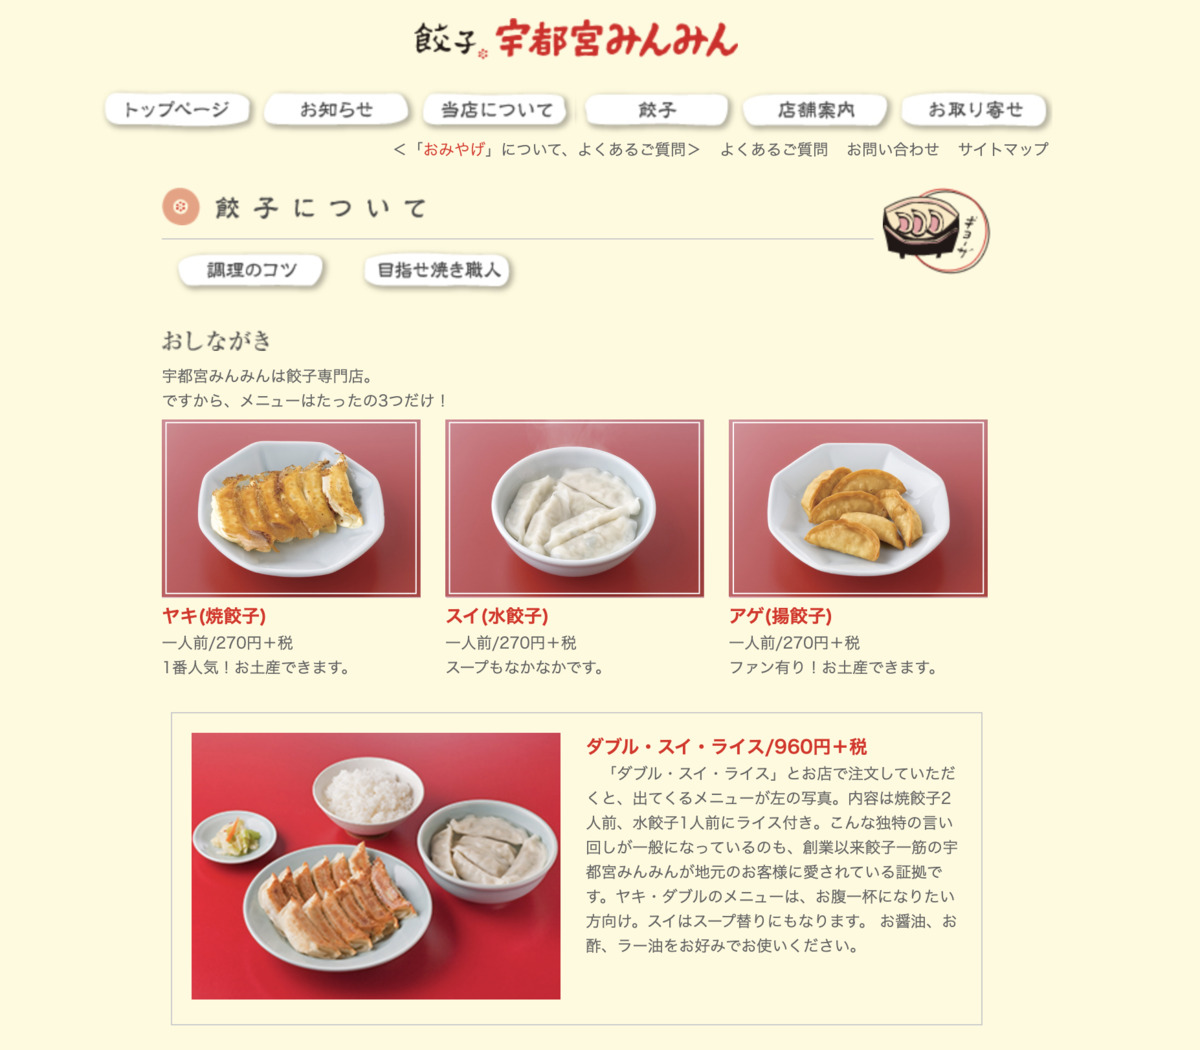 餃子 宇都宮みんみん
トップページ お知らせ 当店について 餃子 店舗案内 お取り寄せ
＜「おみやげ」について、よくあるご質問＞ よくあるご質問 お問い合わせ サイトマップ
餃子について
ギョーザ
調理のコツ 目指せ焼き職人
おしながき
宇都宮みんみんは餃子専門店。
ですから、メニューはたったの3つだけ！
ヤキ(焼餃子) スイ(水餃子) アゲ(揚餃子)
一人前/270円＋税 一人前/270円＋税 一人前/270円＋税
1番人気！お土産できます。 スープもなかなかです。 ファン有り！お土産できます。
ダブル・スイ・ライス/960円＋税
「ダブル・スイ・ライス」とお店で注文していただ
くと、出てくるメニューが左の写真。内容は焼餃子2
人前、水餃子1人前にライス付き。こんな独特の言い
回しが一般になっているのも、創業以来餃子一筋の宇
都宮みんみんが地元のお客様に愛されている証拠で
す。ヤキ・ダブルのメニューは、お腹一杯になりたい
方向け。スイはスープ替りにもなります。 お醤油、お
酢、ラー油をお好みでお使いください。